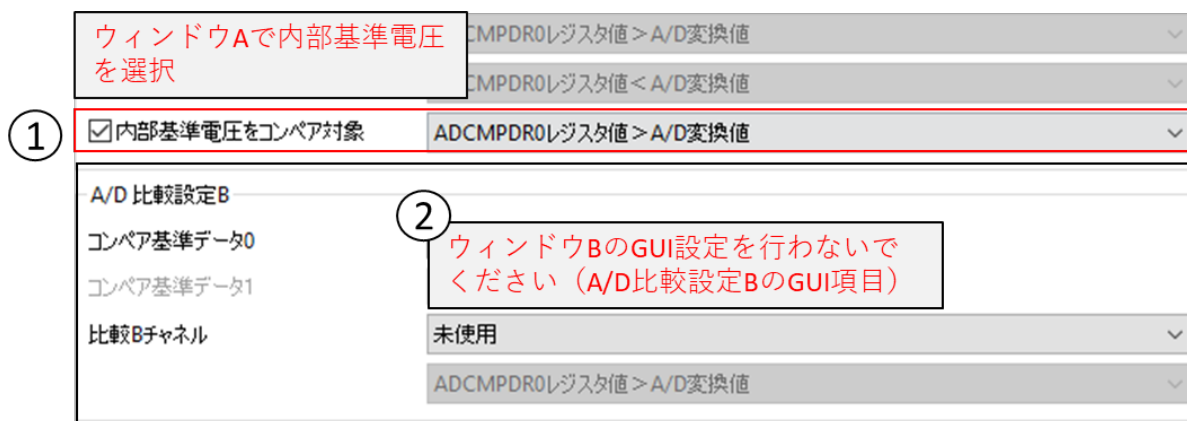 ウィンドウAで内部基準電圧
を選択
CMPDR0レジスタ値＞A/D変換値
CMPDR0レジスタ値＜A/D変換値
①
内部基準電圧をコンペア対象
ADCMPDR0レジスタ値＞A/D変換値
A/D 比較設定B
②
コンペア基準データ0
ウィンドウBのGUI設定を行わないで
ください（A/D比較設定BのGUI項目）
コンペア基準データ1
比較Bチャネル
未使用
ADCMPDR0レジスタ値＞A/D変換値